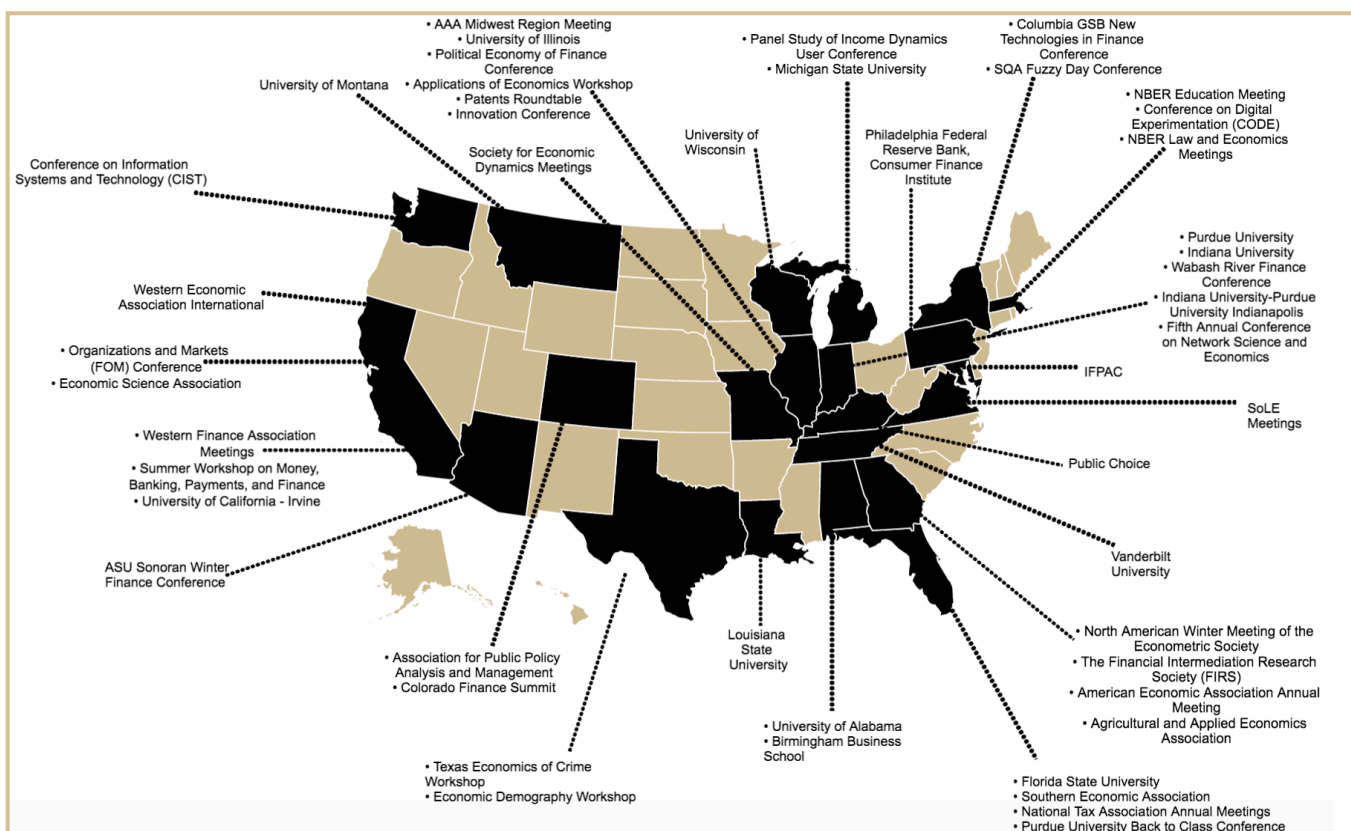 • AAA Midwest Region Meeting
• University of Illinois
• Political Economy of Finance
Conference
• Applications of Economics Workshop
• Patents Roundtable
• Innovation Conference
• Panel Study of Income Dynamics
User Conference
• Michigan State University
• Columbia GSB New
Technologies in Finance
Conference
• SQA Fuzzy Day Conference
University of Montana
• NBER Education Meeting
• Conference on Digital
Experimentation (CODE)
• NBER Law and Economics
Meetings
University of
Wisconsin
Philadelphia Federal
Reserve Bank,
Consumer Finance
Institute
Society for Economic
Dynamics Meetings
Conference on Information
Systems and Technology (CIST)
• Purdue University
• Indiana University
• Wabash River Finance
Conference
• Indiana University-Purdue
University Indianapolis
• Fifth Annual Conference
on Network Science and
Economics
Western Economic
Association International
• Organizations and Markets
(FOM) Conference
• Economic Science Association
IFPAC
SoLE
Meetings
• Western Finance Association
Meetings
• Summer Workshop on Money,
Banking, Payments, and Finance
• University of California - Irvine
Public Choice
ASU Sonoran Winter
Finance Conference
Vanderbilt
University
Louisiana
State
University
• North American Winter Meeting of the
Econometric Society
• The Financial Intermediation Research
Society (FIRS)
• American Economic Association Annual
Meeting
• Agricultural and Applied Economics
Association
• Association for Public Policy
Analysis and Management
• Colorado Finance Summit
• University of Alabama
• Birmingham Business
School
• Texas Economics of Crime
Workshop
• Economic Demography Workshop
• Florida State University
• Southern Economic Association
• National Tax Association Annual Meetings
• Purdue University Back to Class Conference